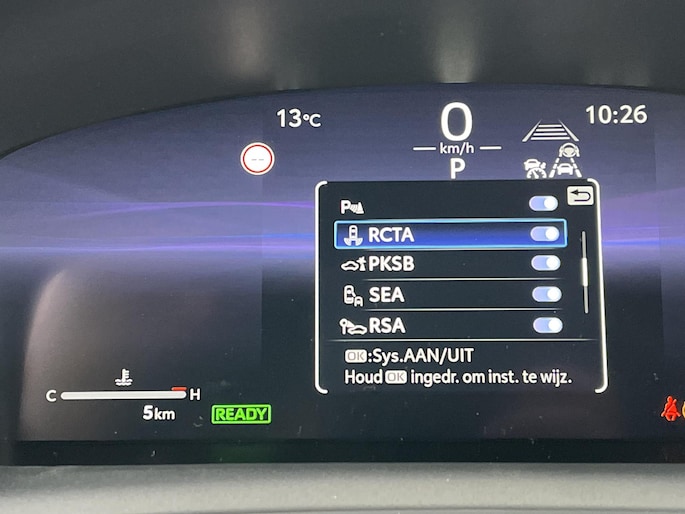 13°C
0
10:26
km/h
--
P
P
RCTA
PKSB
SEA
RSA
OK:Sys.AAN/UIT
Houd OK ingedr. om inst. te wijz.
C H
5km
READY